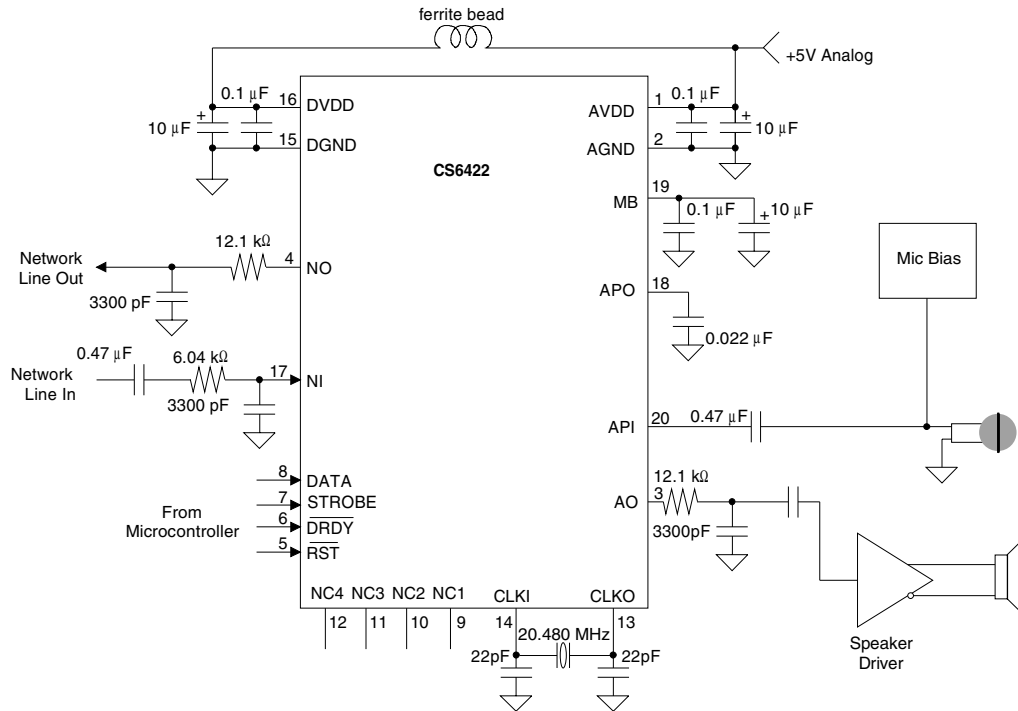 ferrite bead
+5V Analog
0.1 µF
16
DVDD
+
10 µF
15
DGND
CS6422
AVDD
1
0.1 µF
+
10 µF
AGND
2
MB
19
0.1 µF
+
10 µF
Network
Line Out
12.1 kΩ
4
NO
3300 pF
APO
18
0.022 µF
Mic Bias
Network
Line In
0.47 µF
6.04 kΩ
17
NI
3300 pF
API
20
0.47 µF
From
Microcontroller
8
DATA
7
STROBE
6
DRDY
5
RST
AO
3
12.1 kΩ
3300pF
Speaker
Driver
NC4
NC3
NC2
NC1
CLKI
CLKO
12
11
10
9
14
13
20.480 MHz
22pF
22pF